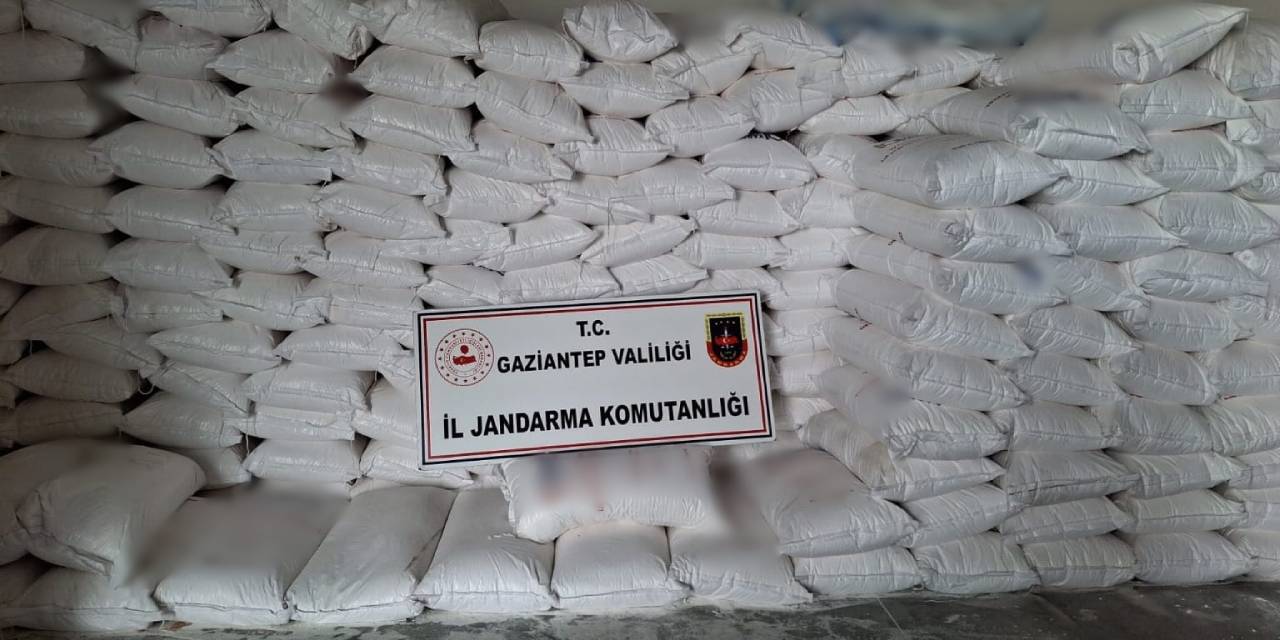 T.C.
GAZİANTEP VALİLİĞİ
İL JANDARMA KOMUTANLIĞI